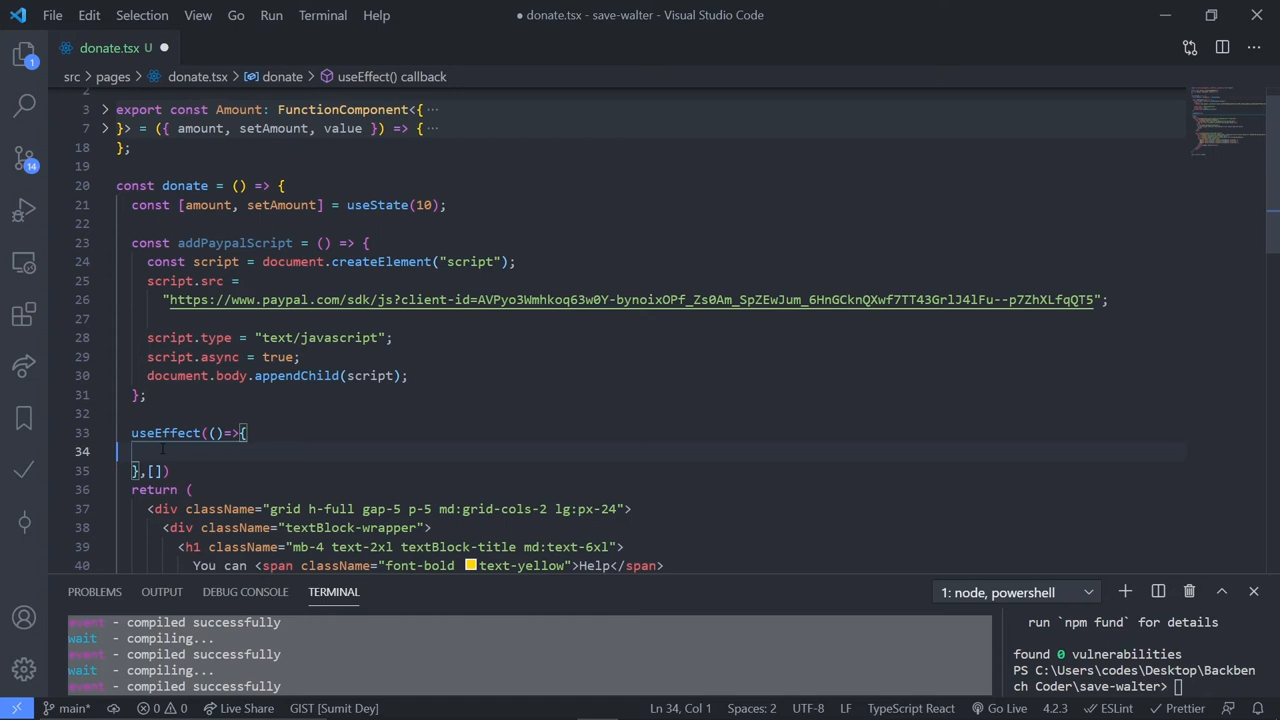 File Edit Selection View Go Run Terminal Help
donate.tsx - save-walter - Visual Studio Code
donate.tsx U
src > pages > donate.tsx > donate > useEffect() callback
2
3 export const Amount: FunctionComponent<{ ...
7 }> = ({ amount, setAmount, value }) => { ...
18 };
19
20 const donate = () => {
21 const [amount, setAmount] = useState(10);
22
23 const addPaypalScript = () => {
24 const script = document.createElement("script");
25 script.src =
26 "https://www.paypal.com/sdk/js?client-id=AVPyo3Wmhkoq63w0Y-bynoixOPf_Zs0Am_SpZEwJum_6HnGCknQXwf7TT43GrlJ4lFu--p7ZhXLfqQT5";
27
28 script.type = "text/javascript";
29 script.async = true;
30 document.body.appendChild(script);
31 };
32
33 useEffect(()=>{
34
35 },[])
36 return (
37 <div className="grid h-full gap-5 p-5 md:grid-cols-2 lg:px-24">
38 <div className="textBlock-wrapper">
39 <h1 className="mb-4 text-2xl textBlock-title md:text-6xl">
40 You can <span className="font-bold text-yellow">Help</span>
1
14
PROBLEMS OUTPUT DEBUG CONSOLE TERMINAL 1: node, powershell
event - compiled successfully
wait - compiling...
event - compiled successfully
wait - compiling...
event - compiled successfully
run `npm fund` for details
found 0 vulnerabilities
PS C:\Users\codes\Desktop\Backben
ch Coder\save-walter>
main* 0 0 Live Share GIST [Sumit Dey] Ln 34, Col 1 Spaces: 2 UTF-8 LF TypeScript React Go Live 4.2.3 ESLint Prettier